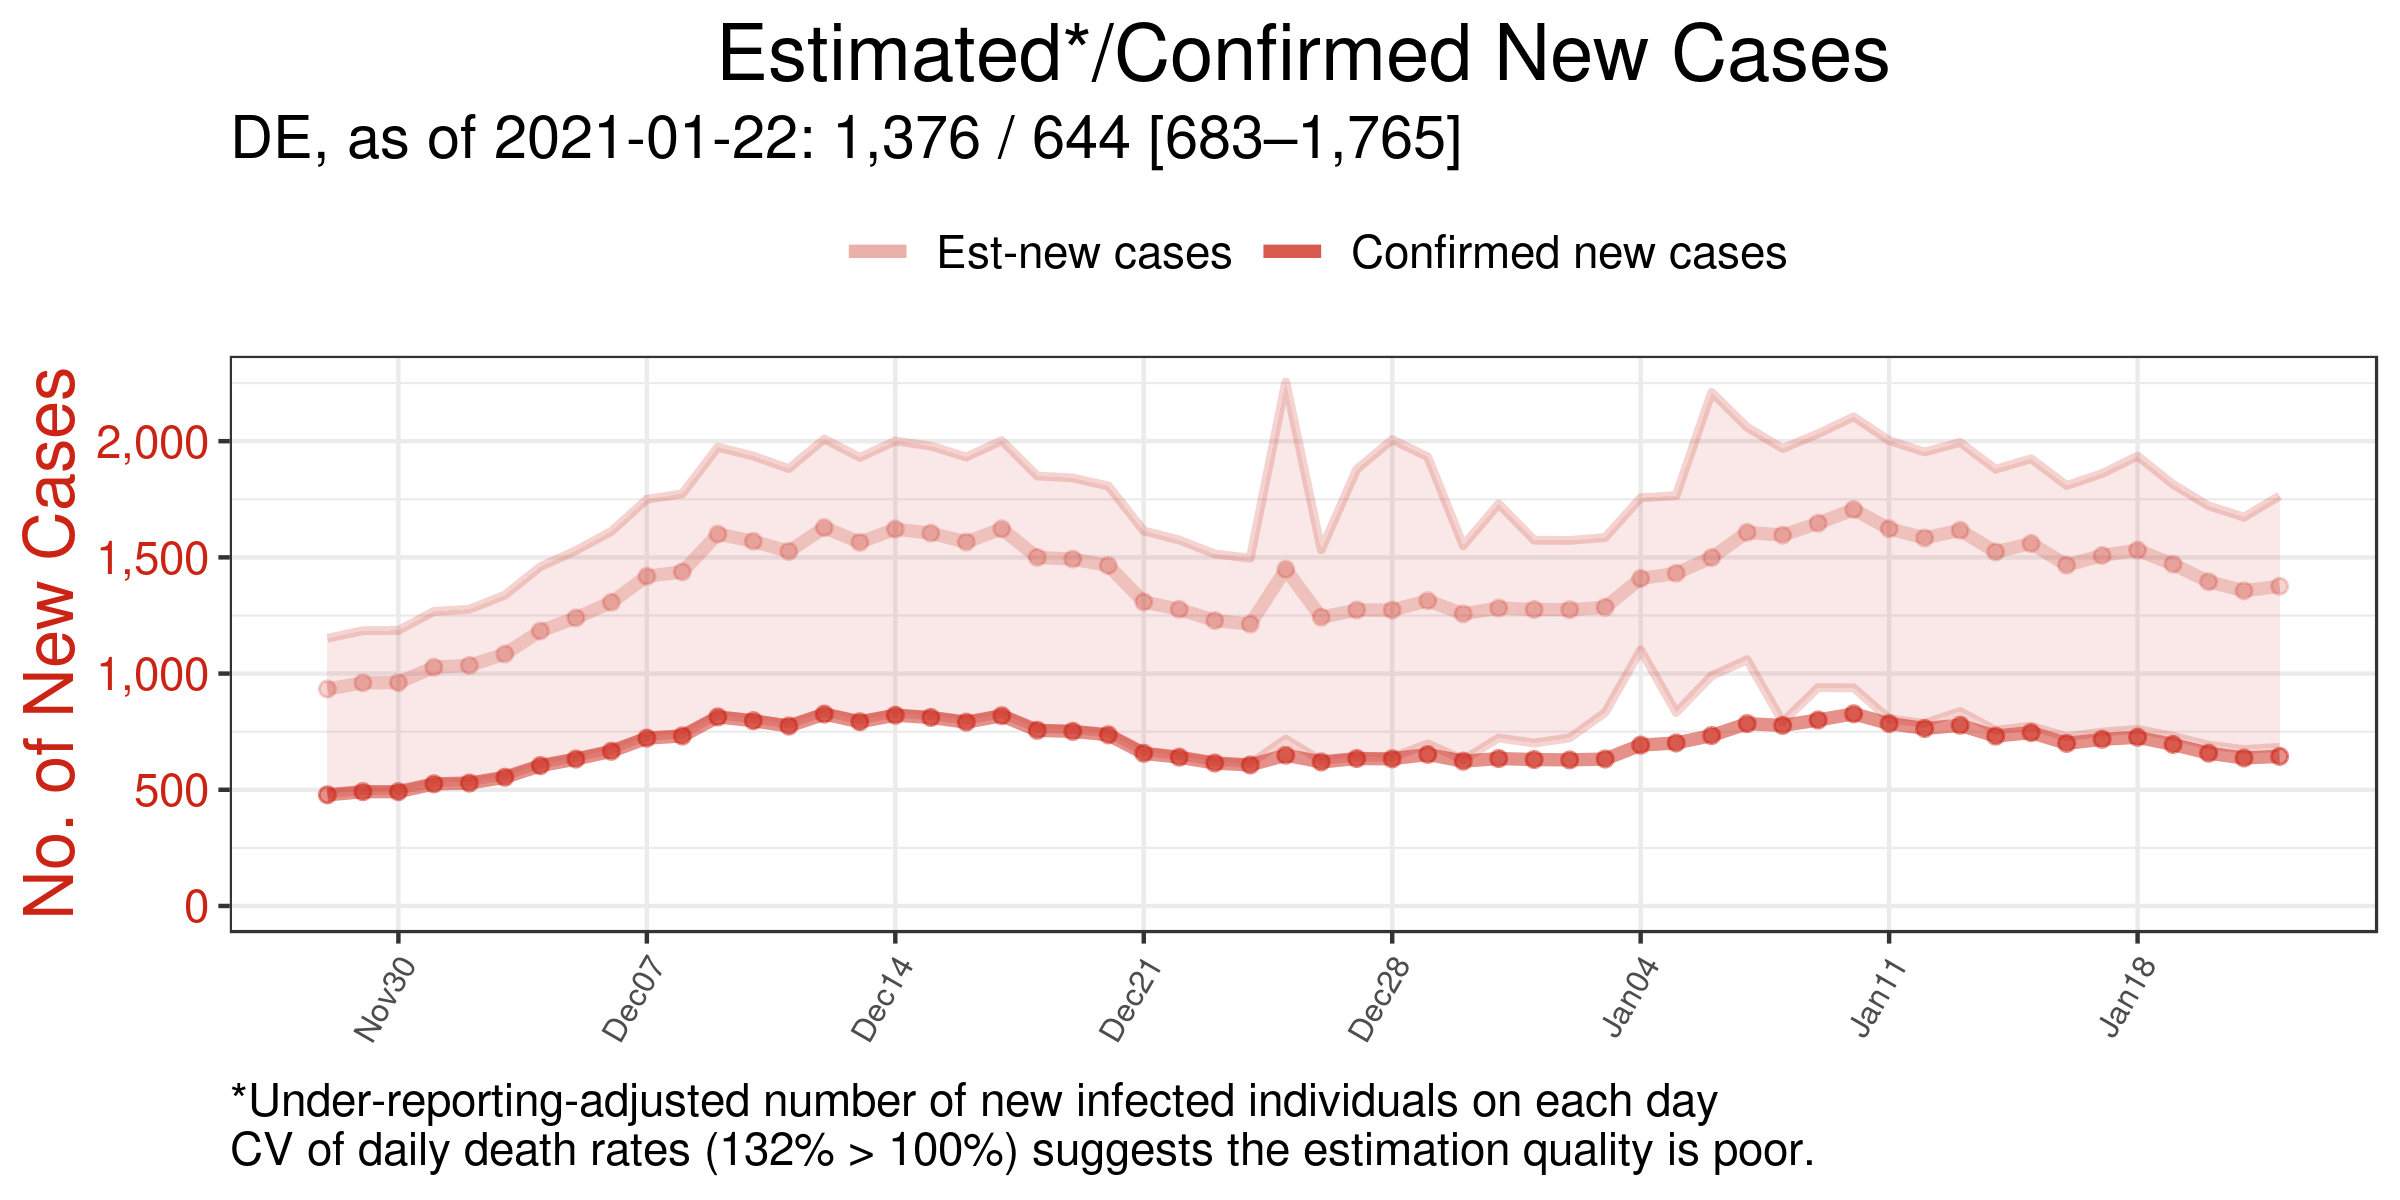 Estimated*/Confirmed New Cases
DE, as of 2021-01-22: 1,376 / 644 [683–1,765]
Est-new cases Confirmed new cases
No. of New Cases
2,000
1,500
1,000
500
0
Nov30 Dec07 Dec14 Dec21 Dec28 Jan04 Jan11 Jan18
*Under-reporting-adjusted number of new infected individuals on each day
CV of daily death rates (132% > 100%) suggests the estimation quality is poor.